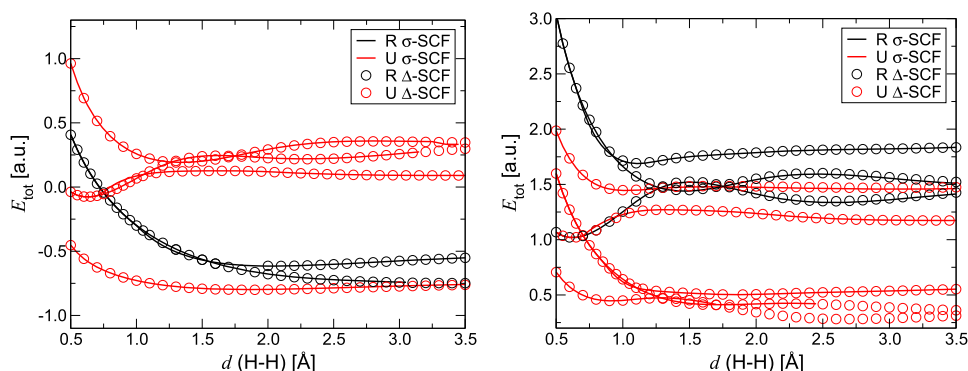 R σ-SCF
U σ-SCF
R Δ-SCF
U Δ-SCF
1.0
0.5
0.0
-0.5
-1.0
E_tot [a.u.]
0.5 1.0 1.5 2.0 2.5 3.0 3.5
d (H-H) [Å]
3.0
2.5
2.0
1.5
1.0
0.5
E_tot [a.u.]
R σ-SCF
U σ-SCF
R Δ-SCF
U Δ-SCF
0.5 1.0 1.5 2.0 2.5 3.0 3.5
d (H-H) [Å]